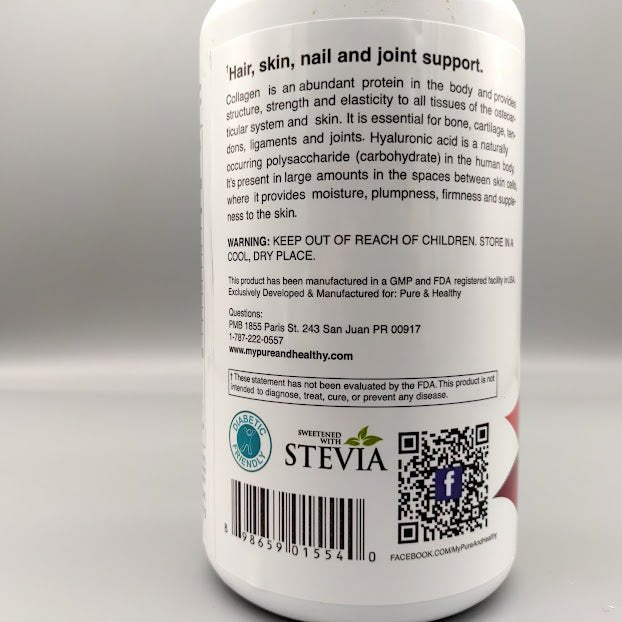 †Hair, skin, nail and joint support.
Collagen is an abundant protein in the body and provides
structure, strength and elasticity to all tissues of the osteoar-
ticular system and skin. It is essential for bone, cartilage, ten-
dons, ligaments and joints. Hyaluronic acid is a naturally
occurring polysaccharide (carbohydrate) in the human body.
It's present in large amounts in the spaces between skin cells,
where it provides moisture, plumpness, firmness and supple-
ness to the skin.
WARNING: KEEP OUT OF REACH OF CHILDREN. STORE IN A
COOL, DRY PLACE.
This product has been manufactured in a GMP and FDA registered facility in USA
Exclusively Developed & Manufactured for: Pure & Healthy
Questions:
PMB 1855 Paris St. 243 San Juan PR 00917
1-787-222-0557
www.mypureandhealthy.com
† These statement has not been evaluated by the FDA. This product is not
intended to diagnose, treat, cure, or prevent any disease.
DIABETIC
FRIENDLY
SWEETENED
WITH
STEVIA
f
8 98659 01554 0
FACEBOOK.COM/MyPureAndHealthy